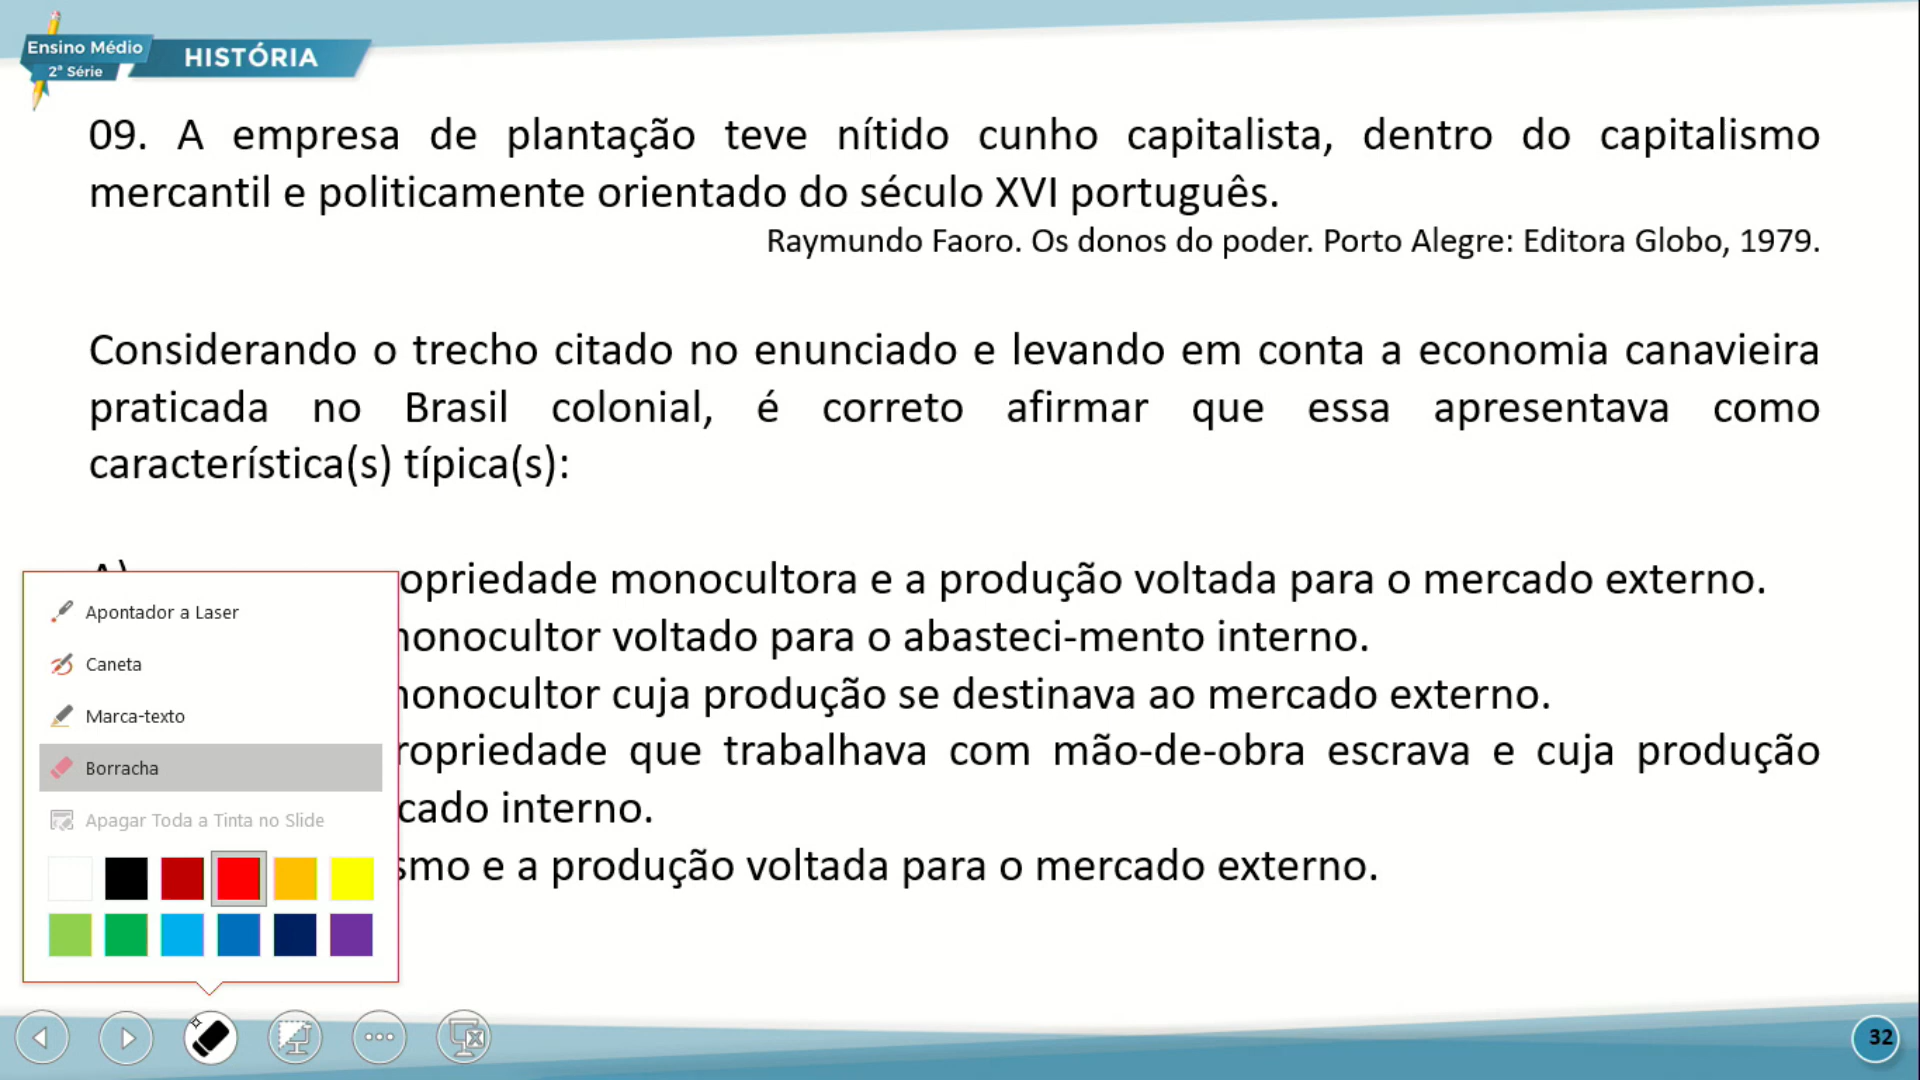 Ensino Médio
2ª Série
HISTÓRIA
09. A empresa de plantação teve nítido cunho capitalista, dentro do capitalismo
mercantil e politicamente orientado do século XVI português.
Raymundo Faoro. Os donos do poder. Porto Alegre: Editora Globo, 1979.
Considerando o trecho citado no enunciado e levando em conta a economia canavieira
praticada no Brasil colonial, é correto afirmar que essa apresentava como
característica(s) típica(s):
opriedade monocultora e a produção voltada para o mercado externo.
monocultor voltado para o abasteci-mento interno.
monocultor cuja produção se destinava ao mercado externo.
ropriedade que trabalhava com mão-de-obra escrava e cuja produção
cado interno.
smo e a produção voltada para o mercado externo.
Apontador a Laser
Caneta
Marca-texto
Borracha
Apagar Toda a Tinta no Slide
32